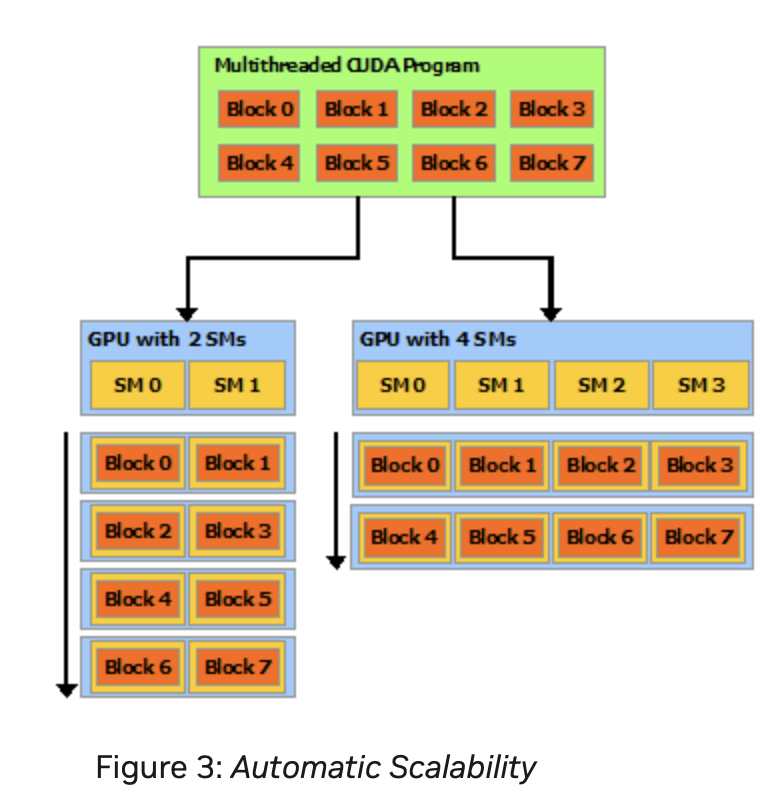 Multithreaded CUDA Program
Block 0 Block 1 Block 2 Block 3
Block 4 Block 5 Block 6 Block 7
GPU with 2 SMs
SM 0 SM 1
Block 0 Block 1
Block 2 Block 3
Block 4 Block 5
Block 6 Block 7
GPU with 4 SMs
SM 0 SM 1 SM 2 SM 3
Block 0 Block 1 Block 2 Block 3
Block 4 Block 5 Block 6 Block 7
Figure 3: Automatic Scalability